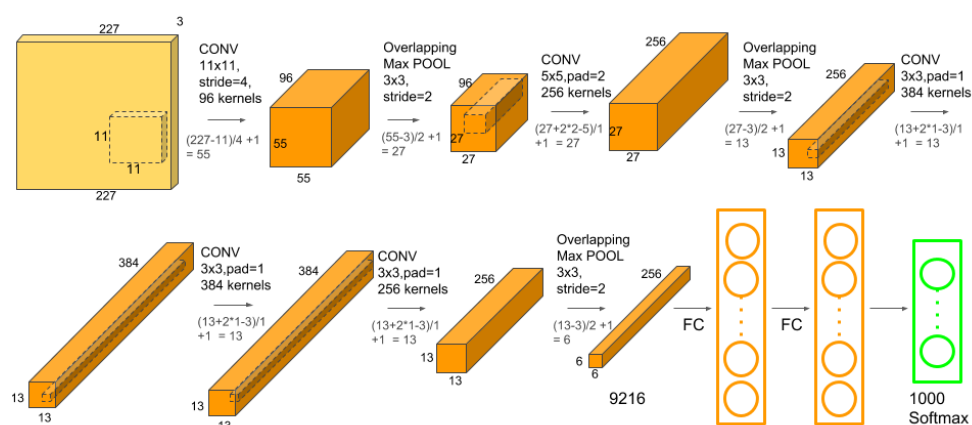 227
3
11
11
227
CONV
11x11,
stride=4,
96 kernels
(227-11)/4 +1
= 55
96
55
55
Overlapping
Max POOL
3x3,
stride=2
(55-3)/2 +1
= 27
96
27
27
CONV
5x5,pad=2
256 kernels
(27+2*2-5)/1
+1 = 27
256
27
27
Overlapping
Max POOL
3x3,
stride=2
(27-3)/2 +1
= 13
256
13
13
CONV
3x3,pad=1
384 kernels
(13+2*1-3)/1
+1 = 13
384
13
13
CONV
3x3,pad=1
384 kernels
(13+2*1-3)/1
+1 = 13
384
13
13
CONV
3x3,pad=1
256 kernels
(13+2*1-3)/1
+1 = 13
256
13
13
Overlapping
Max POOL
3x3,
stride=2
(13-3)/2 +1
= 6
256
6
6
9216
FC
FC
1000
Softmax